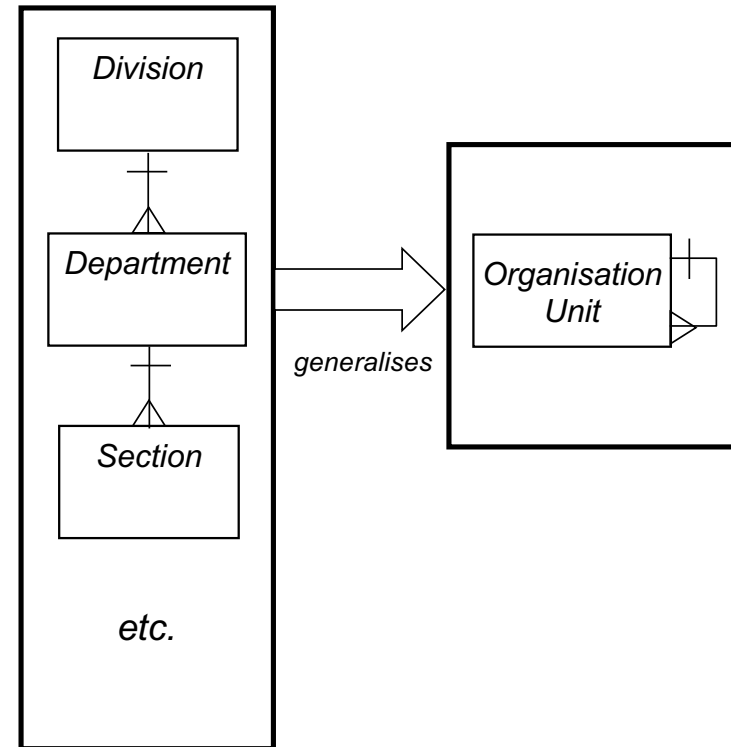 Division
Department
Section
etc.
generalises
Organisation
Unit